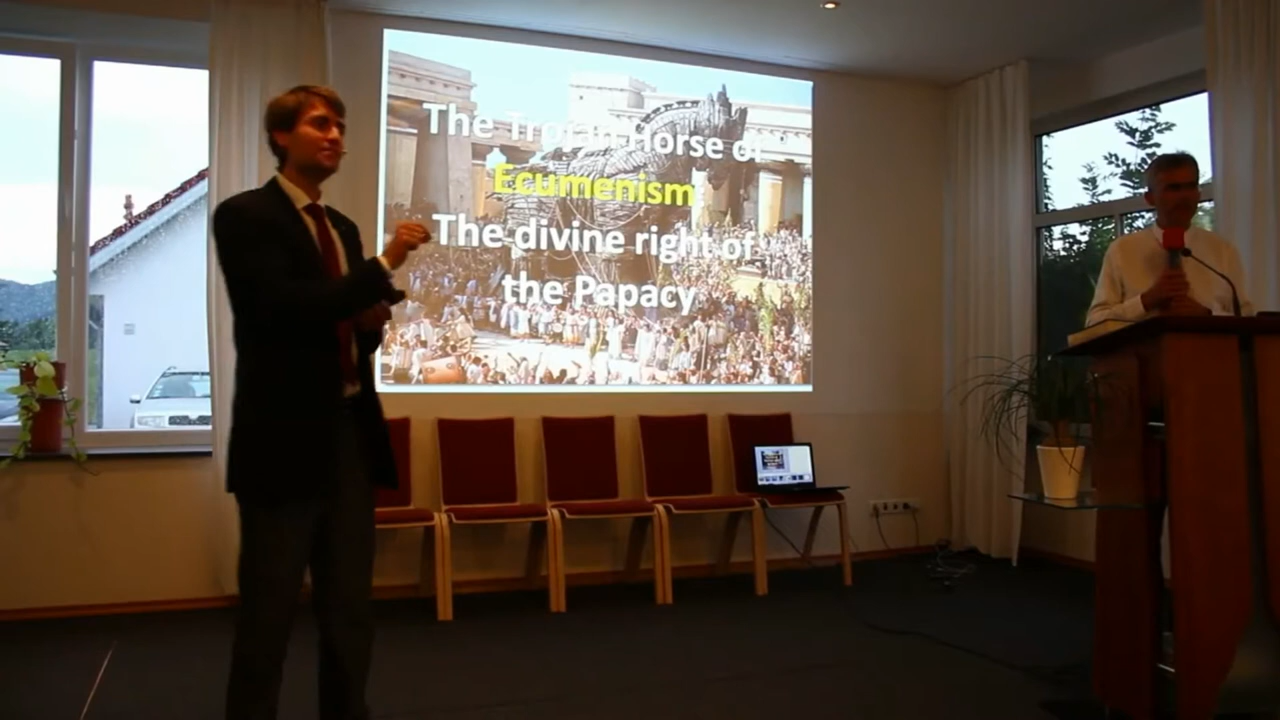 The Trojan Horse of
Ecumenism
The divine right of
the Papacy